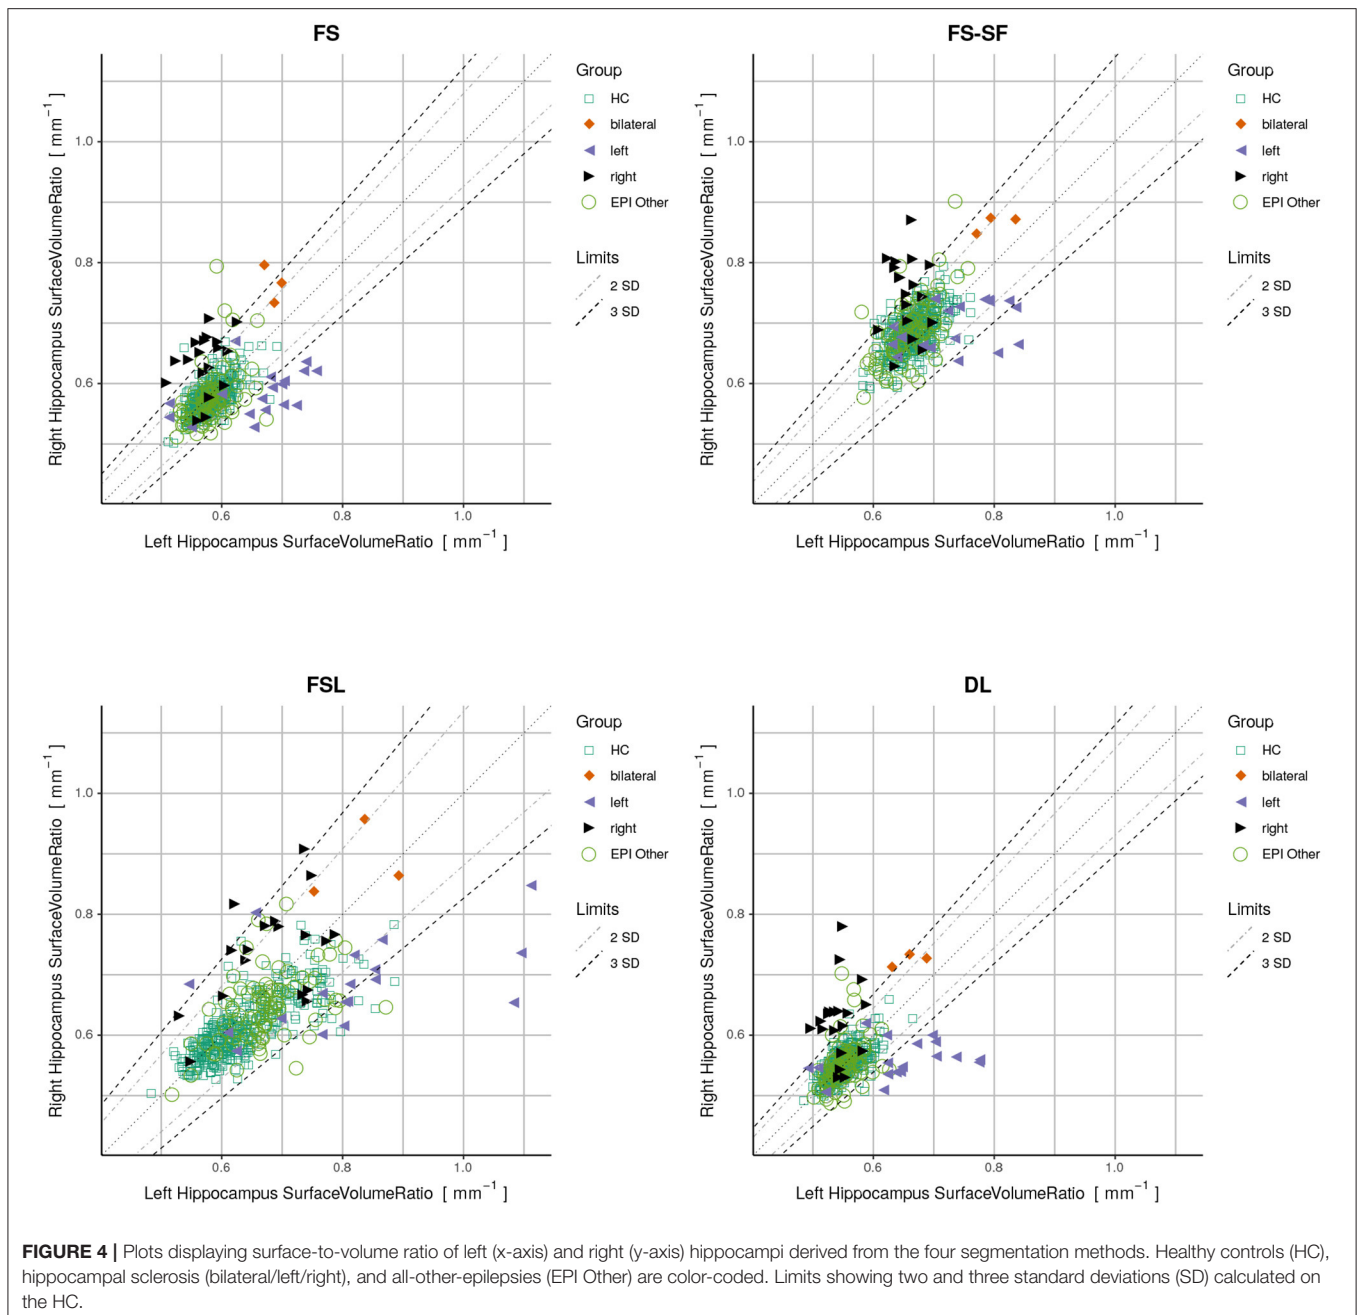 FS
Right Hippocampus SurfaceVolumeRatio [ mm−1 ]
1.0
0.8
0.6
0.6 0.8 1.0
Left Hippocampus SurfaceVolumeRatio [ mm−1 ]
Group
HC
bilateral
left
right
EPI Other
Limits
2 SD
3 SD
FS-SF
Right Hippocampus SurfaceVolumeRatio [ mm−1 ]
1.0
0.8
0.6
0.6 0.8 1.0
Left Hippocampus SurfaceVolumeRatio [ mm−1 ]
Group
HC
bilateral
left
right
EPI Other
Limits
2 SD
3 SD
FSL
Right Hippocampus SurfaceVolumeRatio [ mm−1 ]
1.0
0.8
0.6
0.6 0.8 1.0
Left Hippocampus SurfaceVolumeRatio [ mm−1 ]
Group
HC
bilateral
left
right
EPI Other
Limits
2 SD
3 SD
DL
Right Hippocampus SurfaceVolumeRatio [ mm−1 ]
1.0
0.8
0.6
0.6 0.8 1.0
Left Hippocampus SurfaceVolumeRatio [ mm−1 ]
Group
HC
bilateral
left
right
EPI Other
Limits
2 SD
3 SD
FIGURE 4 | Plots displaying surface-to-volume ratio of left (x-axis) and right (y-axis) hippocampi derived from the four segmentation methods. Healthy controls (HC),
hippocampal sclerosis (bilateral/left/right), and all-other-epilepsies (EPI Other) are color-coded. Limits showing two and three standard deviations (SD) calculated on
the HC.